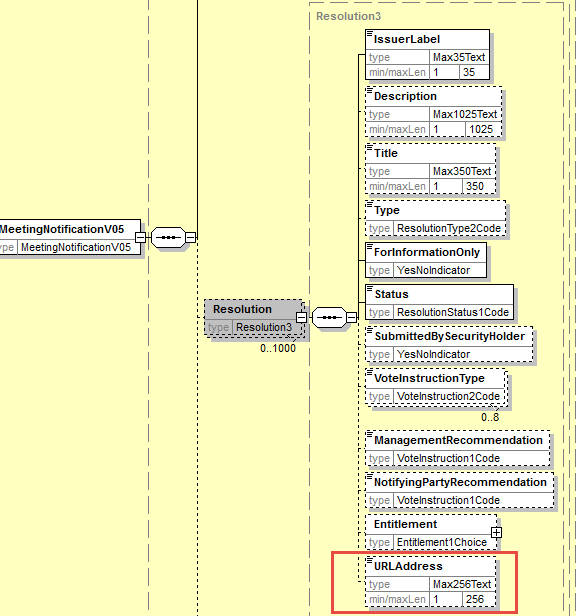 Resolution3
IssuerLabel
type Max35Text
min/maxLen 1 35
Description
type Max1025Text
min/maxLen 1 1025
Title
type Max350Text
min/maxLen 1 350
Type
type ResolutionType2Code
ForInformationOnly
type YesNoIndicator
Status
type ResolutionStatus1Code
SubmittedBySecurityHolder
type YesNoIndicator
VoteInstructionType
type VoteInstruction2Code
0..8
ManagementRecommendation
type VoteInstruction1Code
NotifyingPartyRecommendation
type VoteInstruction1Code
Entitlement
type Entitlement1Choice
URLAddress
type Max256Text
min/maxLen 1 256
MeetingNotificationV05
ype MeetingNotificationV05
Resolution
type Resolution3
0..1000